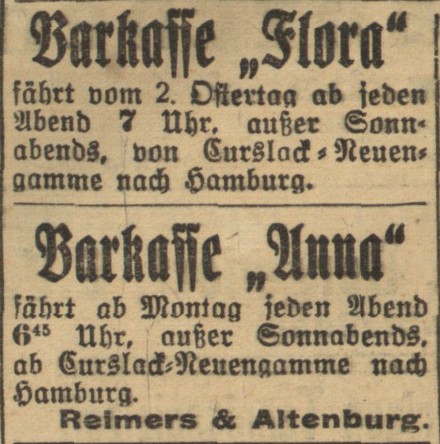 Barkasse „Flora“
fährt vom 2. Ostertag ab jeden
Abend 7 Uhr, außer Sonn-
abends, von Curslack-Neuen-
gamme nach Hamburg.
Barkasse „Anna“
fährt ab Montag jeden Abend
6⁴⁵ Uhr, außer Sonnabends,
ab Curslack-Neuengamme nach
Hamburg.
Reimers & Altenburg.